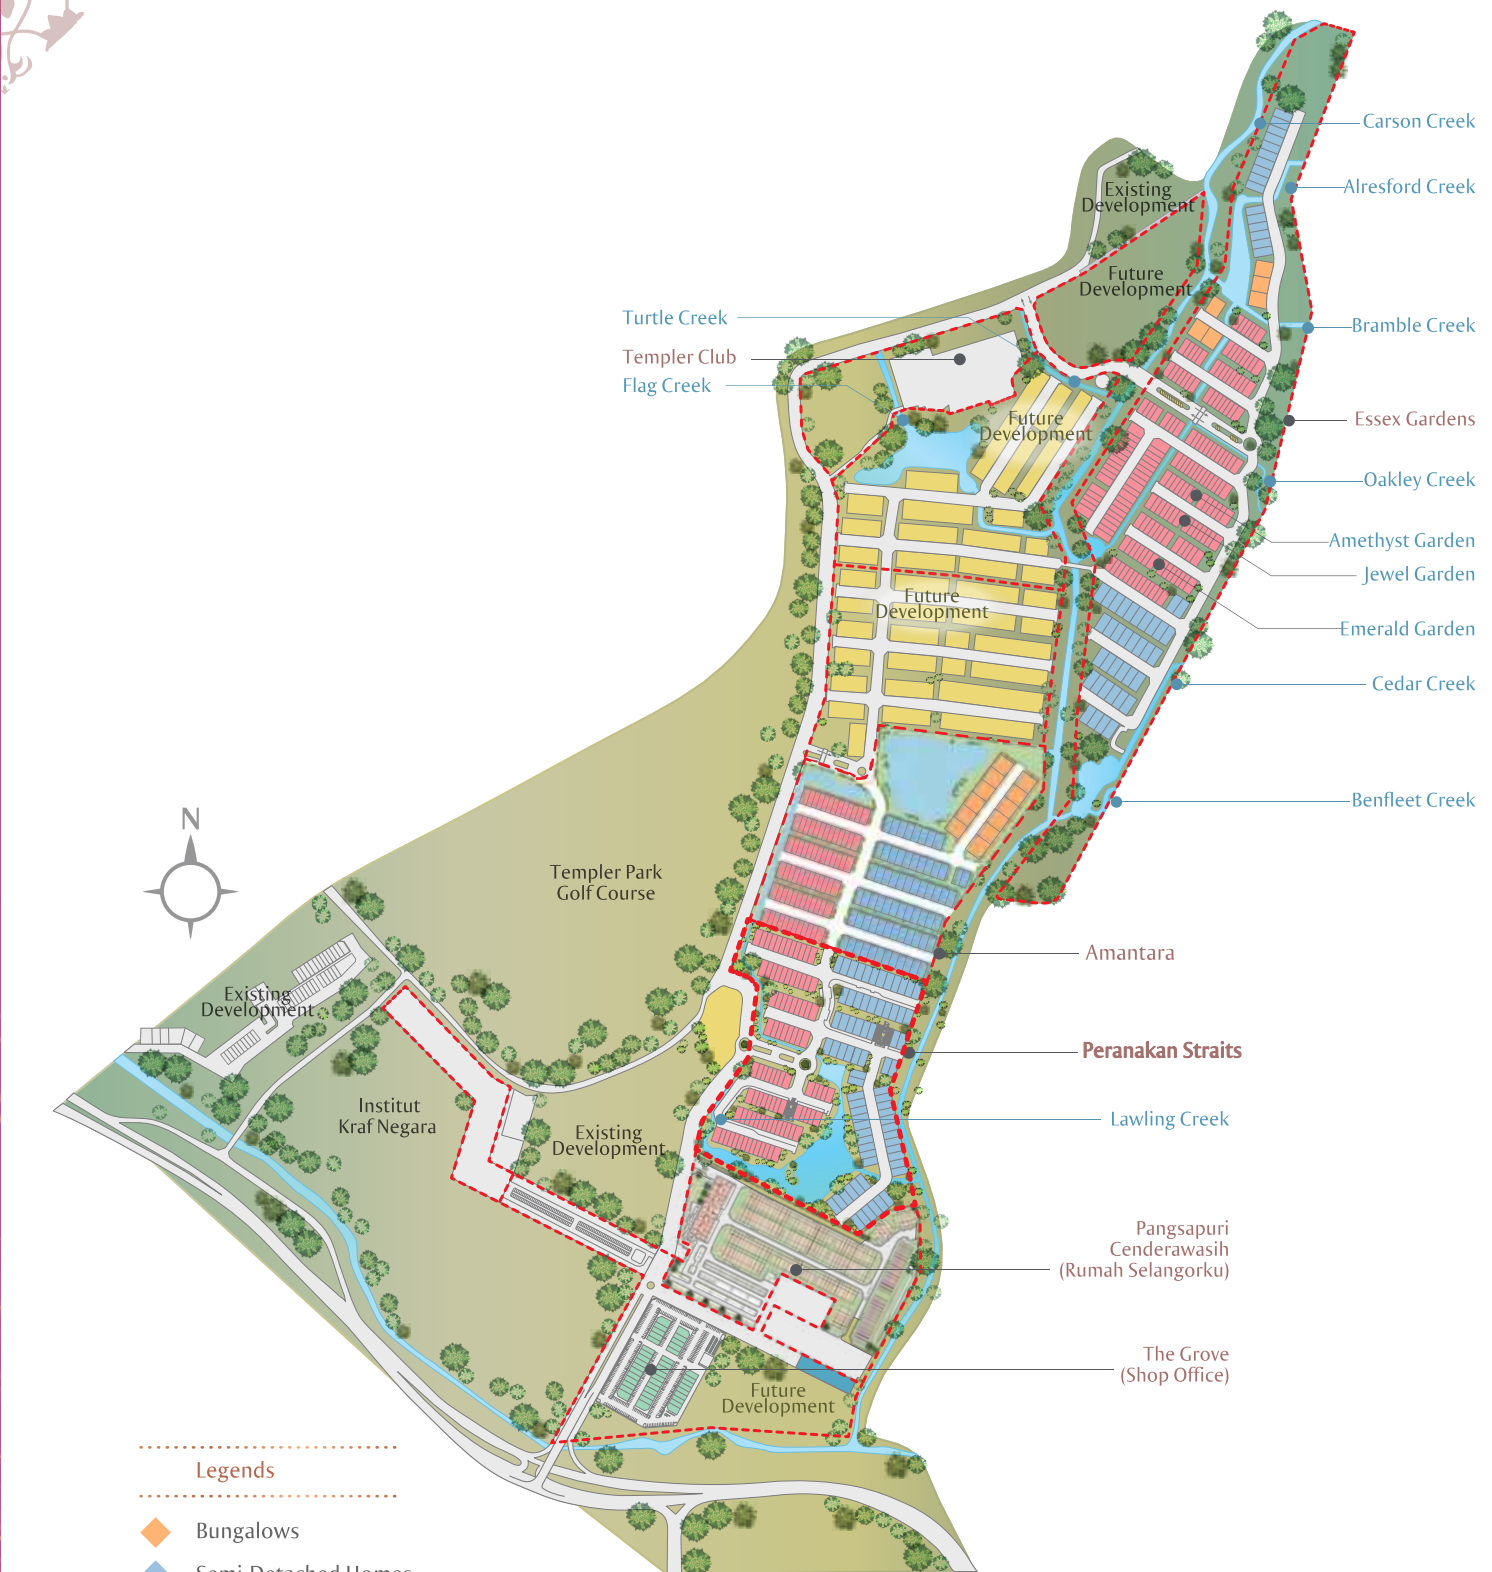 Carson Creek
Existing
Development
Alresford Creek
Future
Development
Turtle Creek
Bramble Creek
Templer Club
Flag Creek
Future
Development
Essex Gardens
Oakley Creek
Amethyst Garden
Jewel Garden
Future
Development
Emerald Garden
Cedar Creek
Benfleet Creek
N
Templer Park
Golf Course
Amantara
Existing
Development
Peranakan Straits
Institut
Kraf Negara
Existing
Development
Lawling Creek
Pangsapuri
Cenderawasih
(Rumah Selangorku)
The Grove
(Shop Office)
Future
Development
Legends
Bungalows
Semi-Detached Homes